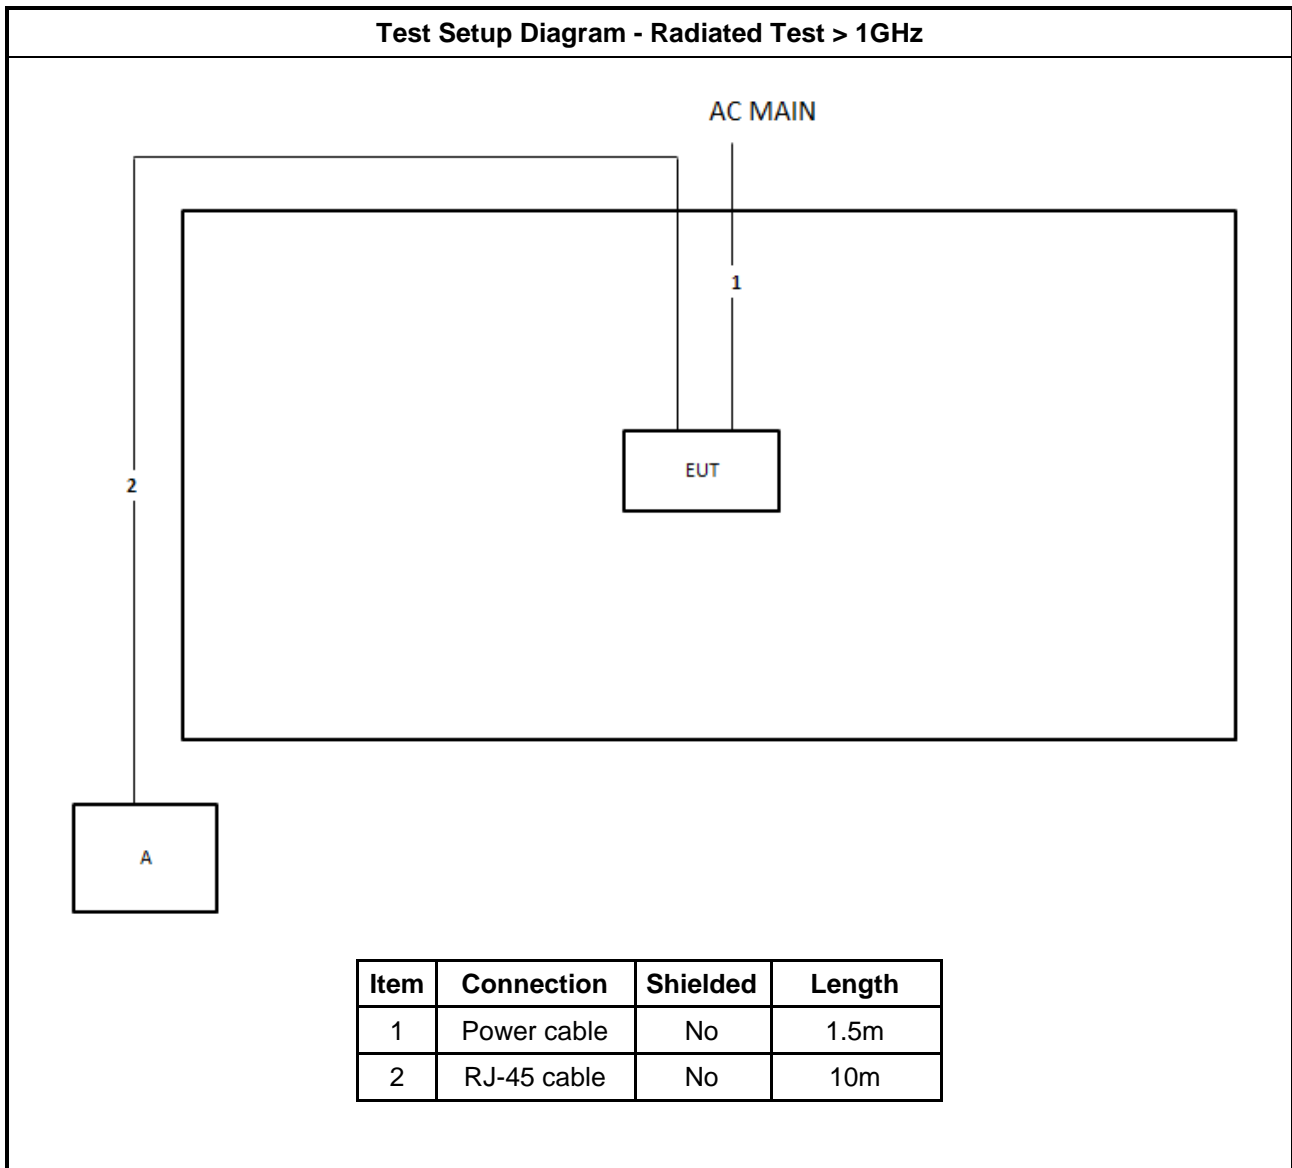 Test Setup Diagram - Radiated Test > 1GHz
AC MAIN
1
EUT
2
A
Item Connection Shielded Length
1 Power cable No 1.5m
2 RJ-45 cable No 10m